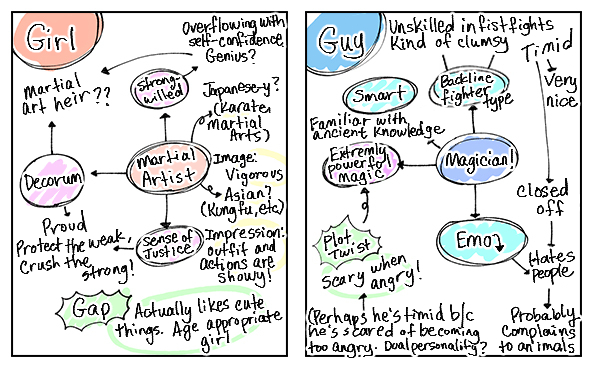 Girl
Overflowing with
self-confidence
Genius?
Martial
art heir??
strong-
willed
Japanese-y?
(Karate,
martial
Arts)
Martial
Artist
Image:
Vigorous
Asian?
(Kungfu, etc)
Decorum
Proud
Protect the weak,
Crush the
strong!
Sense of
Justice
Impression:
outfit and
actions are
showy!
Gap
Actually likes cute
things. Age appropriate
girl
Guy
Unskilled in fistfights
Kind of clumsy
Timid
Very
nice
Smart
Backline
fighter
type
Familiar with
ancient knowledge
Extremly
powerful
magic
Magician!
closed
off
Plot
Twist
Scary when
angry!
Emo?
Hates
people
(Perhaps he's timid b/c
he's scared of becoming
too angry. Dual personality?
Probably
complaining
to animals